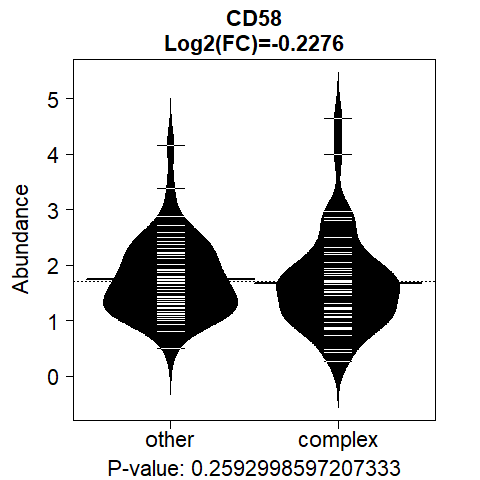 CD58
Log2(FC)=-0.2276
Abundance
5
4
3
2
1
0
other complex
P-value: 0.2592998597207333